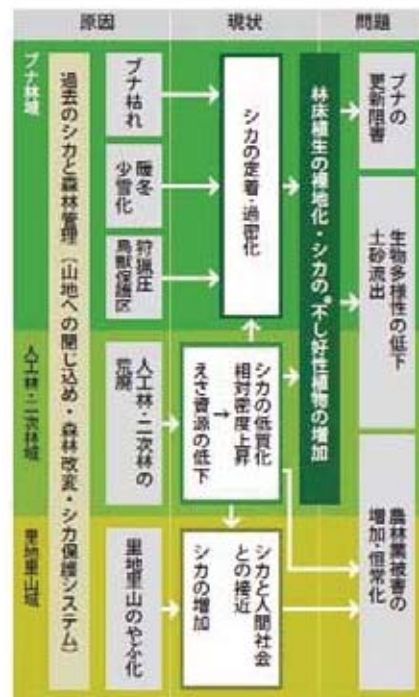 原因
現状
問題
ブナ林域
人工林・二次林域
里地里山域
過去のシカと森林管理（山地への閉じ込め・森林改変・シカ保護システム）
ブナ枯れ
暖冬
少雪化
狩猟圧
鳥獣保護区
人工林・二次林の
荒廃
里地里山のやぶ化
シカの定着・過密化
シカの低質化
相対密度上昇
↑
えさ資源の低下
シカと人間社会
との接近
シカの増加
林床植生の裸地化・シカの“不し好性植物の増加
ブナの
更新阻害
生物多様性の低下
土砂流出
農林業被害の
増加・恒常化